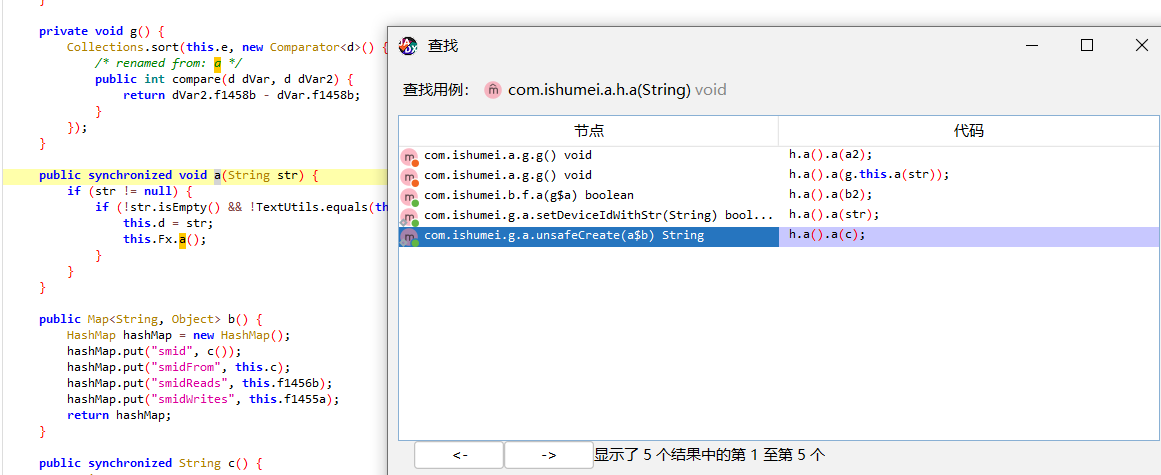 }
private void g() {
Collections.sort(this.e, new Comparator<d>() {
/* renamed from: a */
public int compare(d dVar, d dVar2) {
return dVar2.f1458b - dVar.f1458b;
}
});
}
public synchronized void a(String str) {
if (str != null) {
if (!str.isEmpty() && !TextUtils.equals(th
this.d = str;
this.Fx.a();
}
}
}
public Map<String, Object> b() {
HashMap hashMap = new HashMap();
hashMap.put("smid", c());
hashMap.put("smidFrom", this.c);
hashMap.put("smidReads", this.f1456b);
hashMap.put("smidWrites", this.f1455a);
return hashMap;
}
public synchronized String c() {
查找
查找用例： com.ishumei.a.h.a(String) void
节点 代码
com.ishumei.a.g.g() void h.a().a(a2);
com.ishumei.a.g.g() void h.a().a(g.this.a(str));
com.ishumei.b.f.a(g$a) boolean h.a().a(b2);
com.ishumei.g.a.setDeviceIdWithStr(String) bool... h.a().a(str);
com.ishumei.g.a.unsafeCreate(a$b) String h.a().a(c);
<- -> 显示了 5 个结果中的第 1 至第 5 个